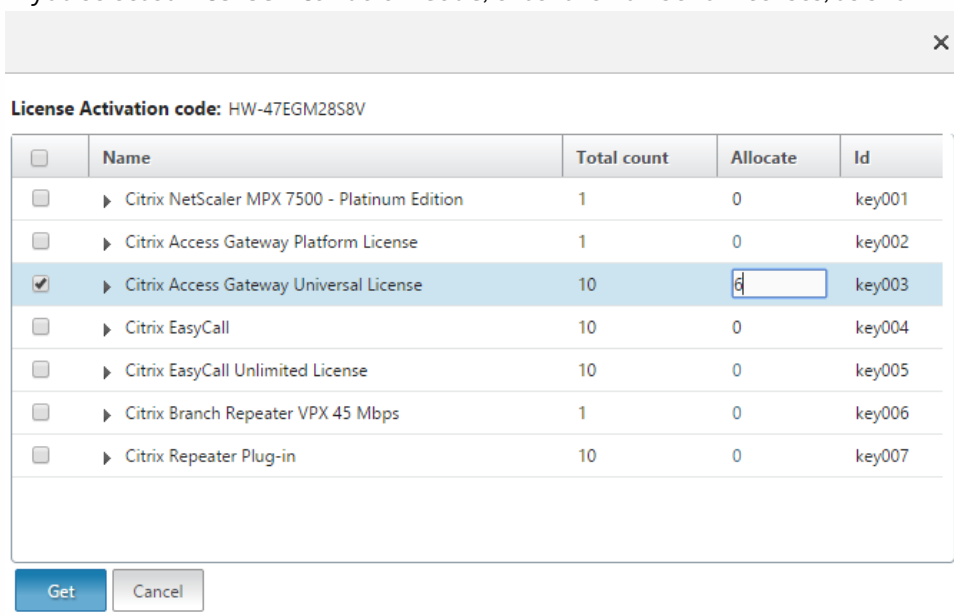 ×
License Activation code: HW-47EGM28S8V
Name Total count Allocate Id
Citrix NetScaler MPX 7500 - Platinum Edition 1 0 key001
Citrix Access Gateway Platform License 1 0 key002
Citrix Access Gateway Universal License 10 6 key003
Citrix EasyCall 10 0 key004
Citrix EasyCall Unlimited License 10 0 key005
Citrix Branch Repeater VPX 45 Mbps 1 0 key006
Citrix Repeater Plug-in 10 0 key007
Get Cancel